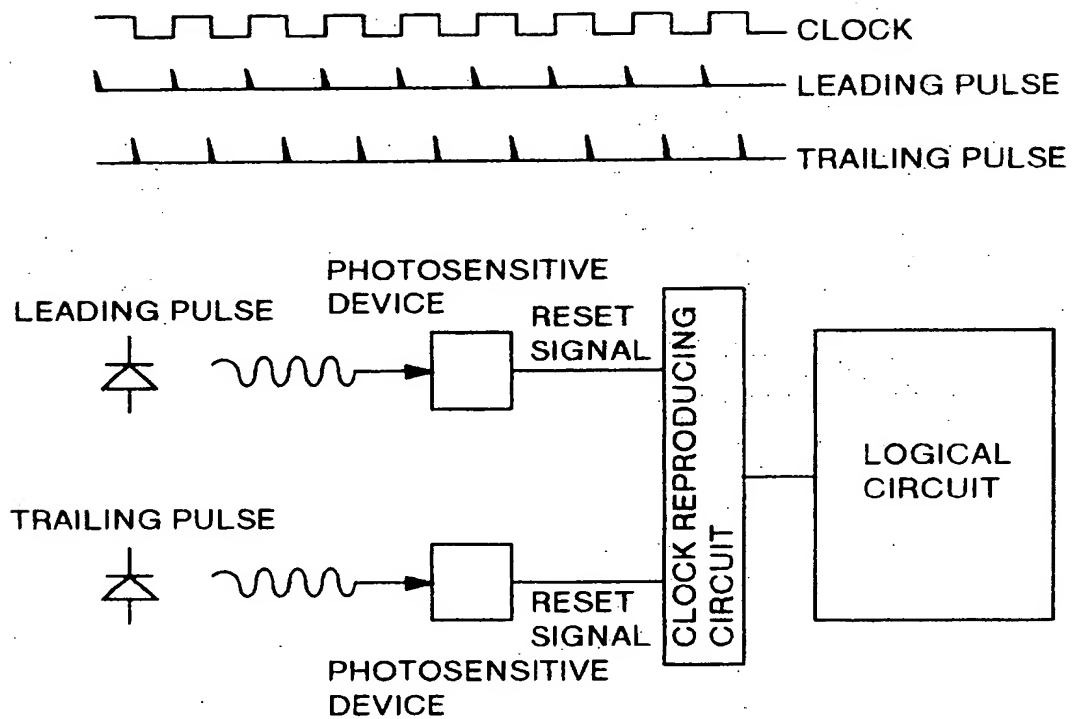 CLOCK
LEADING PULSE
TRAILING PULSE
PHOTOSENSITIVE
DEVICE
LEADING PULSE
RESET
SIGNAL
CLOCK REPRODUCING
CIRCUIT
LOGICAL
CIRCUIT
TRAILING PULSE
RESET
SIGNAL
PHOTOSENSITIVE
DEVICE